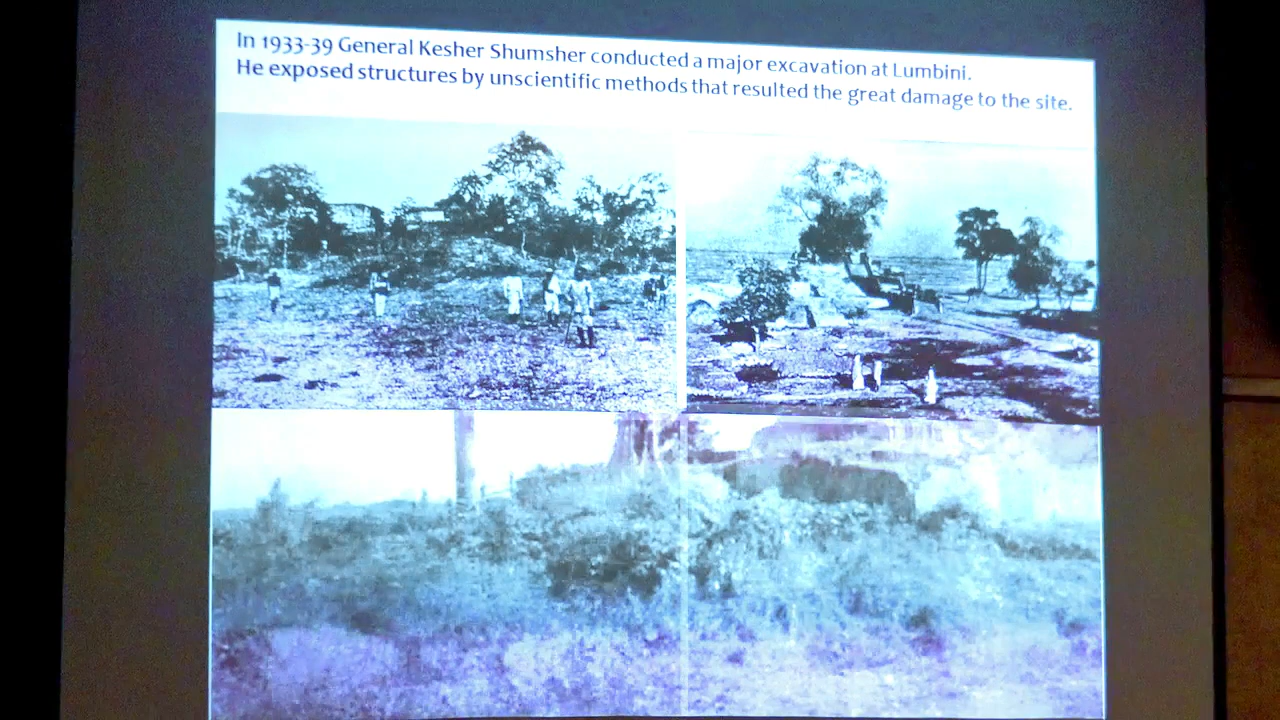 In 1933-39 General Kesher Shumsher conducted a major excavation at Lumbini.
He exposed structures by unscientific methods that resulted the great damage to the site.